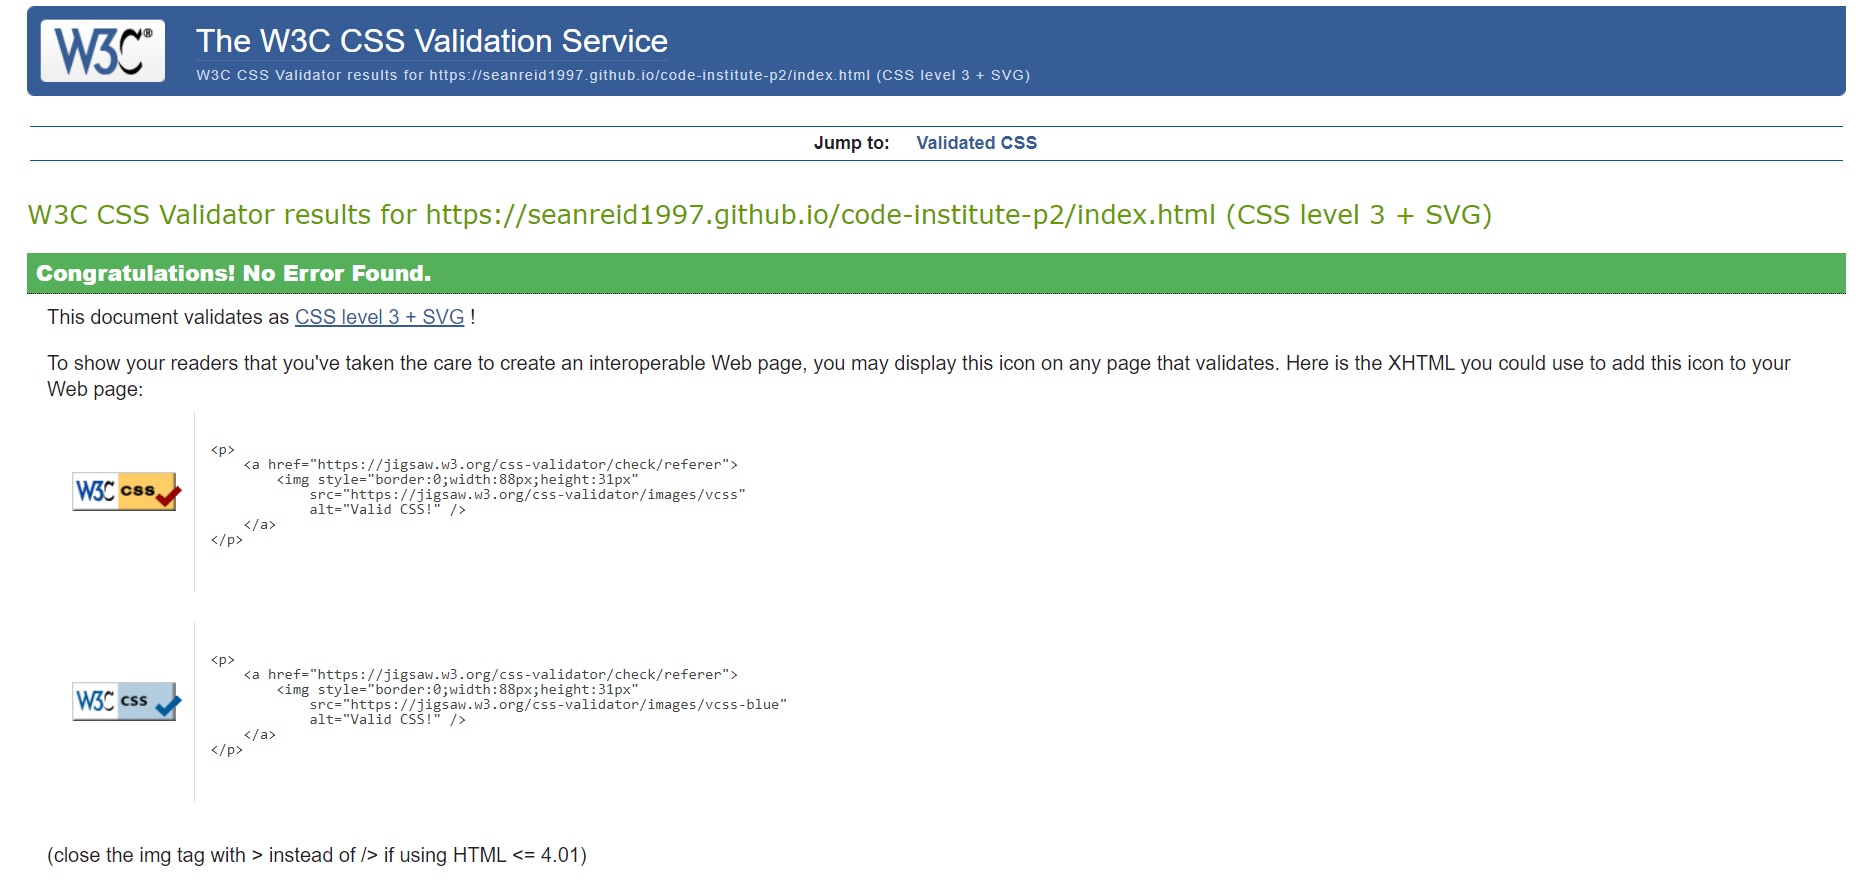 W3C®
The W3C CSS Validation Service
W3C CSS Validator results for https://seanreid1997.github.io/code-institute-p2/index.html (CSS level 3 + SVG)
Jump to: Validated CSS
W3C CSS Validator results for https://seanreid1997.github.io/code-institute-p2/index.html (CSS level 3 + SVG)
Congratulations! No Error Found.
This document validates as CSS level 3 + SVG !
To show your readers that you've taken the care to create an interoperable Web page, you may display this icon on any page that validates. Here is the XHTML you could use to add this icon to your
Web page:
<p>
    <a href="https://jigsaw.w3.org/css-validator/check/referer">
        <img style="border:0;width:88px;height:31px"
W3C css
            src="https://jigsaw.w3.org/css-validator/images/vcss"
            alt="Valid CSS!" />
    </a>
</p>
<p>
    <a href="https://jigsaw.w3.org/css-validator/check/referer">
        <img style="border:0;width:88px;height:31px"
W3C css
            src="https://jigsaw.w3.org/css-validator/images/vcss-blue"
            alt="Valid CSS!" />
    </a>
</p>
(close the img tag with > instead of /> if using HTML <= 4.01)